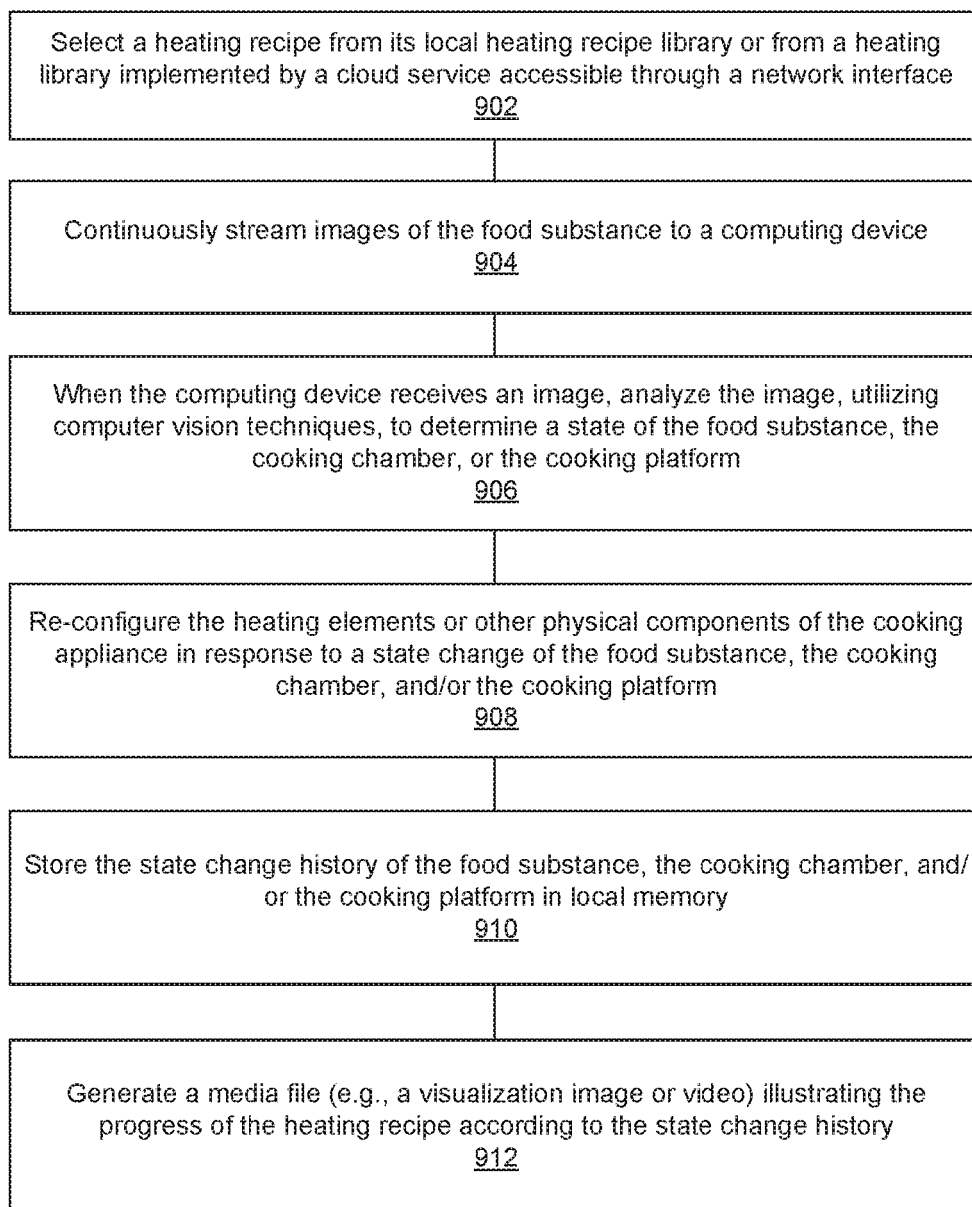 Select a heating recipe from its local heating recipe library or from a heating
library implemented by a cloud service accessible through a network interface
902
Continuously stream images of the food substance to a computing device
904
When the computing device receives an image, analyze the image, utilizing
computer vision techniques, to determine a state of the food substance, the
cooking chamber, or the cooking platform
906
Re-configure the heating elements or other physical components of the cooking
appliance in response to a state change of the food substance, the cooking
chamber, and/or the cooking platform
908
Store the state change history of the food substance, the cooking chamber, and/
or the cooking platform in local memory
910
Generate a media file (e.g., a visualization image or video) illustrating the
progress of the heating recipe according to the state change history
912